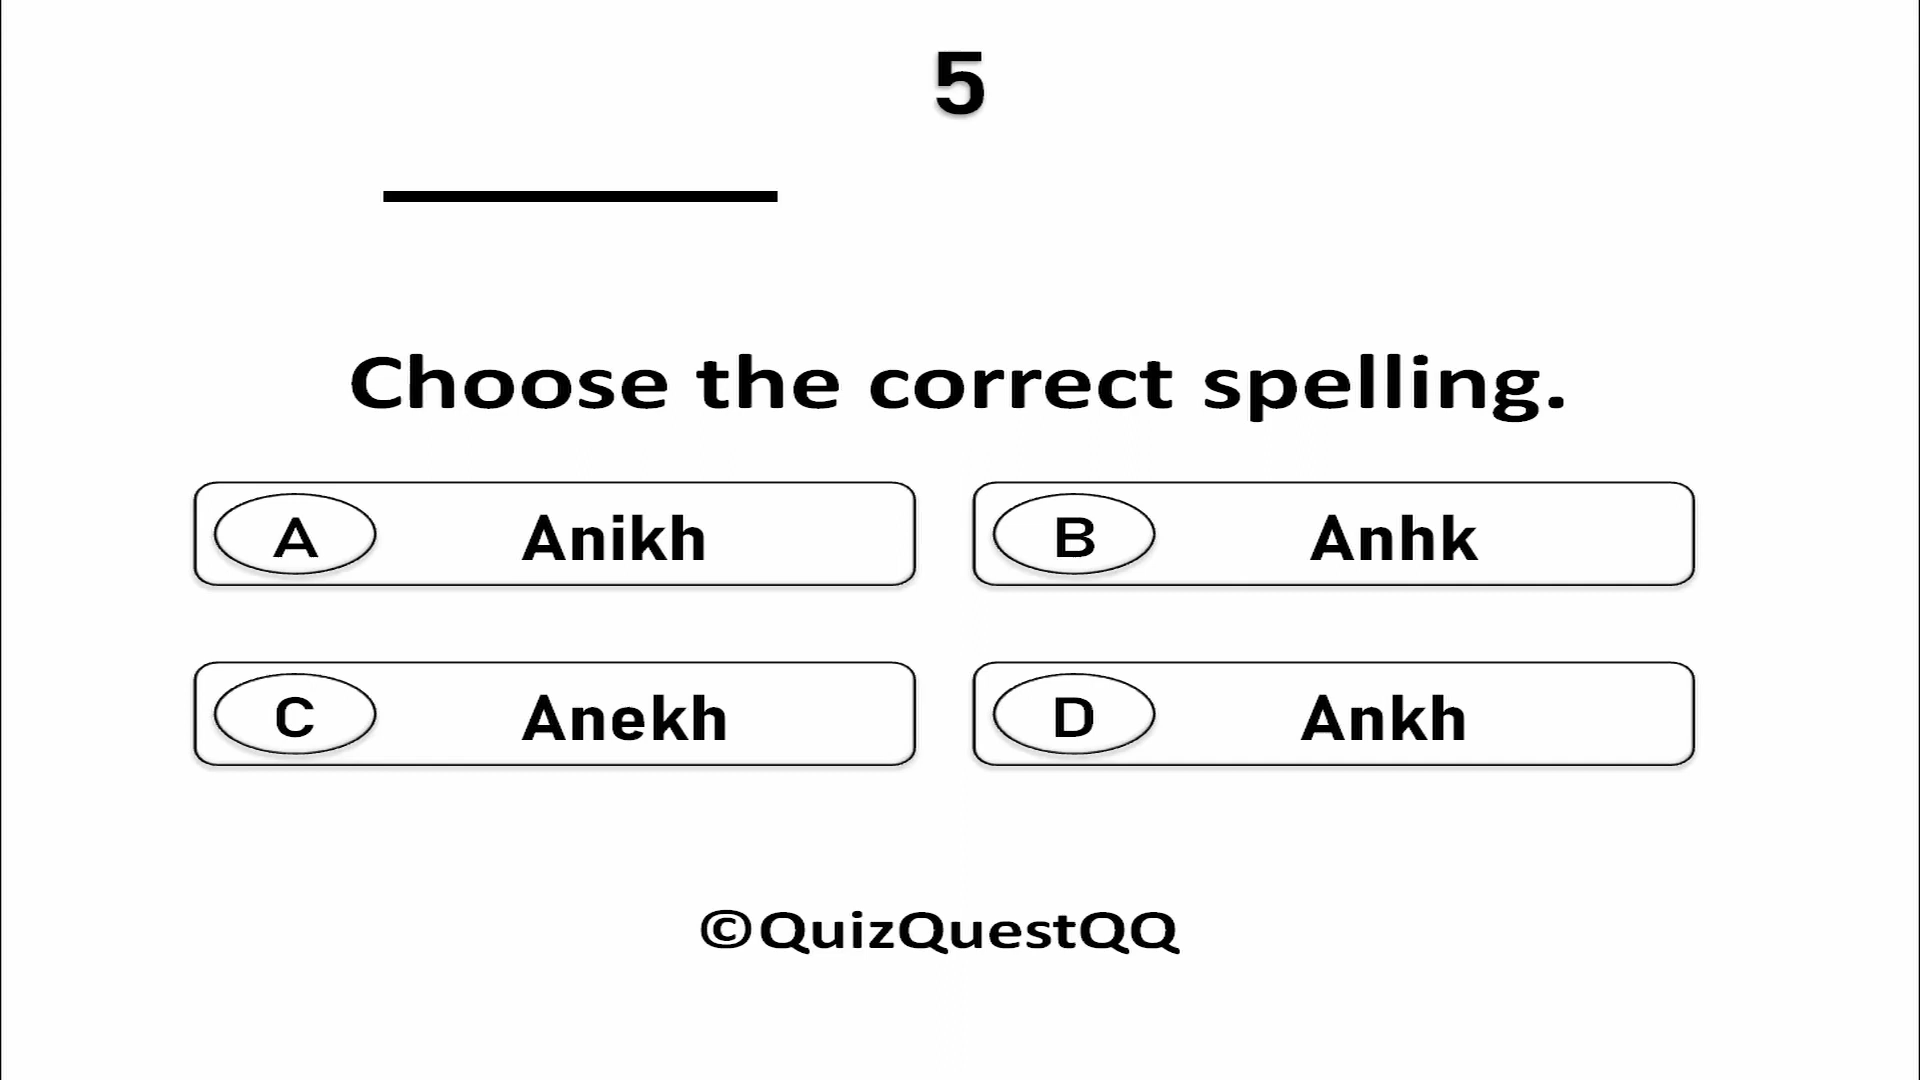 5
Choose the correct spelling.
A Anikh
B Anhk
C Anekh
D Ankh
©QuizQuestQQ